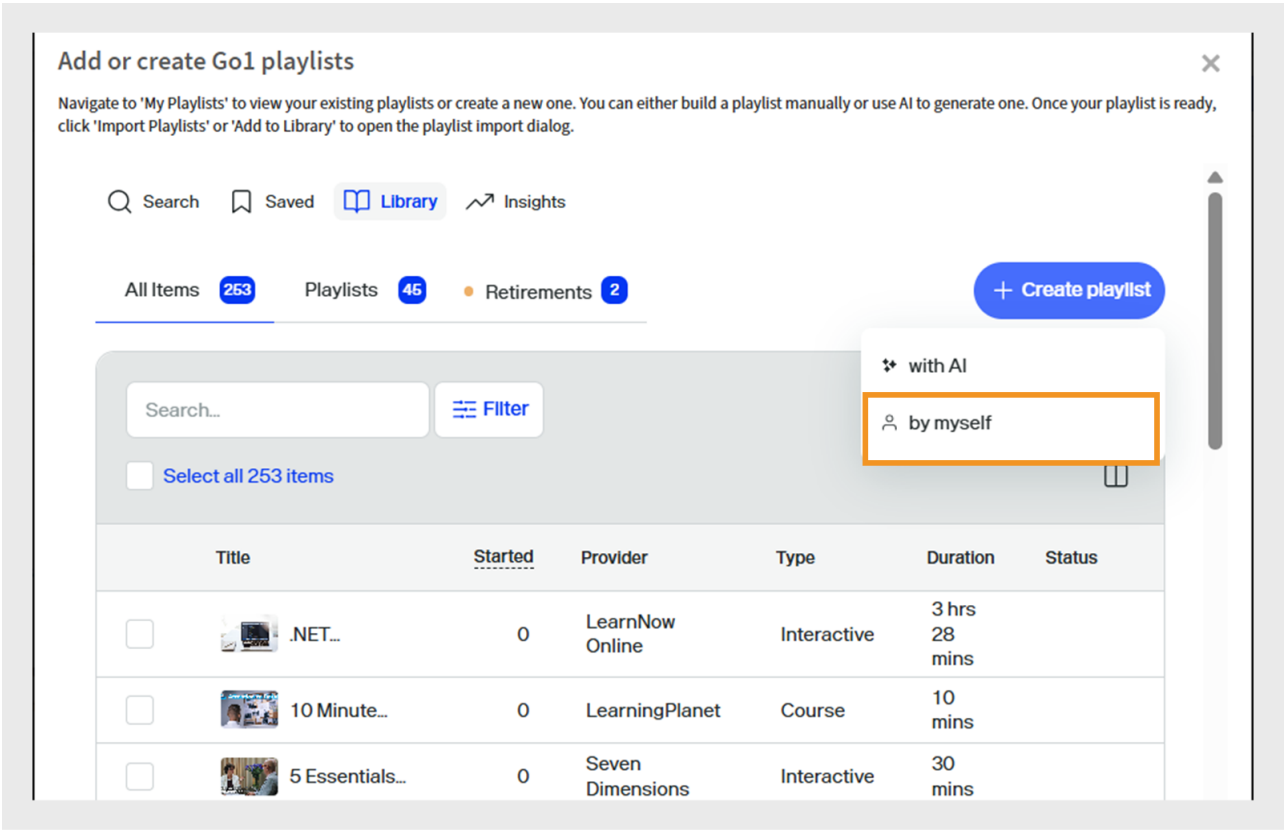 Add or create Go1 playlists
Navigate to 'My Playlists' to view your existing playlists or create a new one. You can either build a playlist manually or use AI to generate one. Once your playlist is ready,
click 'Import Playlists' or 'Add to Library' to open the playlist import dialog.
Search Saved Library Insights
All Items 253 Playlists 45 Retirements 2
+ Create playlist
with AI
by myself
Search...
Filter
Select all 253 items
Title Started Provider Type Duration Status
.NET... 0 LearnNow Online Interactive 3 hrs 28 mins
10 Minute... 0 LearningPlanet Course 10 mins
5 Essentials... 0 Seven Dimensions Interactive 30 mins